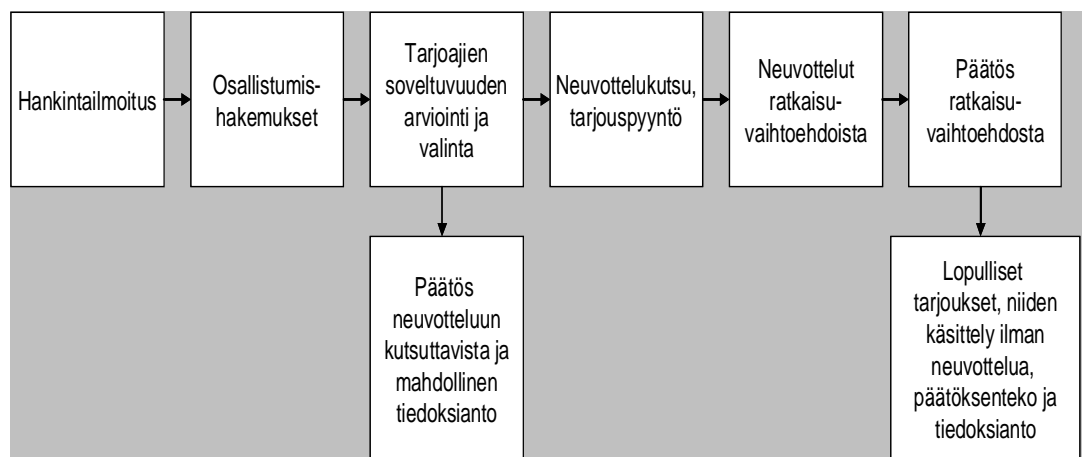 Hankintailmoitus
Osallistumis-
hakemukset
Tarjoajien
soveltuvuuden
arviointi ja
valinta
Neuvottelukutsu,
tarjouspyyntö
Neuvottelut
ratkaisu-
vaihtoehdoista
Päätös
ratkaisu-
vaihtoehdosta
Päätös
neuvotteluun
kutsuttavista ja
mahdollinen
tiedoksianto
Lopulliset
tarjoukset, niiden
käsittely ilman
neuvottelua,
päätöksenteko ja
tiedoksianto